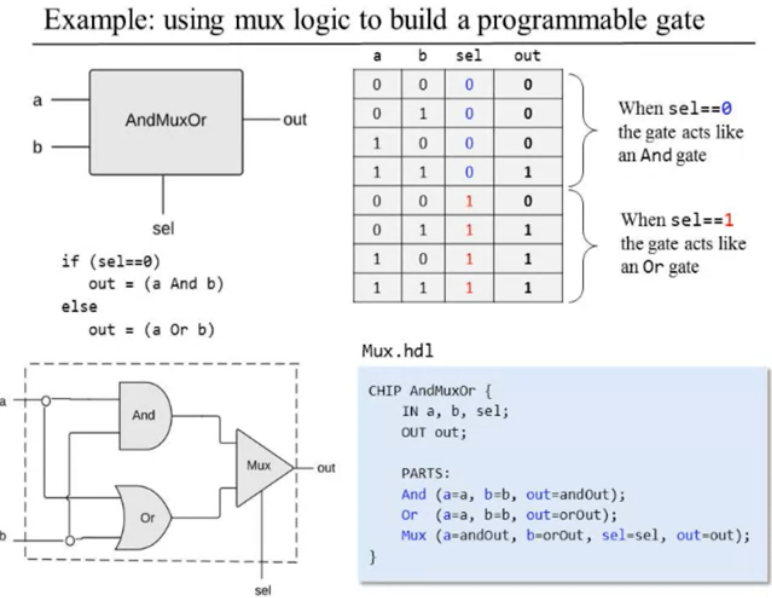 Example: using mux logic to build a programmable gate
a
b
AndMuxOr
out
sel
if (sel==0)
out = (a And b)
else
out = (a Or b)
a b sel out
0 0 0 0
0 1 0 0
1 0 0 0
1 1 0 1
0 0 1 0
0 1 1 1
1 0 1 1
1 1 1 1
When sel==0
the gate acts like
an And gate
When sel==1
the gate acts like
an Or gate
a
b
And
Or
Mux
out
sel
Mux.hdl
CHIP AndMuxOr {
IN a, b, sel;
OUT out;
PARTS:
And (a=a, b=b, out=andOut);
Or (a=a, b=b, out=orOut);
Mux (a=andOut, b=orOut, sel=sel, out=out);
}